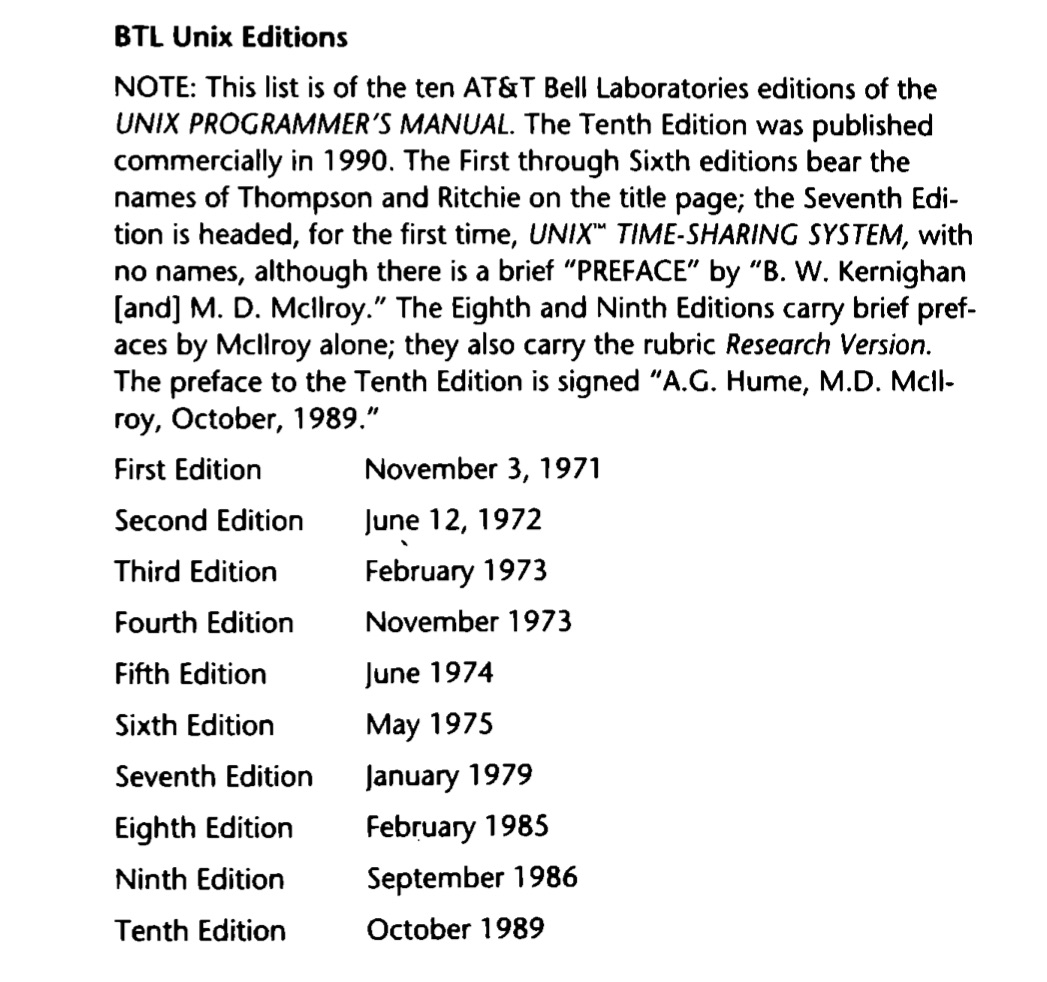 BTL Unix Editions
NOTE: This list is of the ten AT&T Bell Laboratories editions of the
UNIX PROGRAMMER'S MANUAL. The Tenth Edition was published
commercially in 1990. The First through Sixth editions bear the
names of Thompson and Ritchie on the title page; the Seventh Edi-
tion is headed, for the first time, UNIX™ TIME-SHARING SYSTEM, with
no names, although there is a brief "PREFACE" by "B. W. Kernighan
[and] M. D. McIlroy." The Eighth and Ninth Editions carry brief pref-
aces by McIlroy alone; they also carry the rubric Research Version.
The preface to the Tenth Edition is signed "A.G. Hume, M.D. McIl-
roy, October, 1989."
First Edition November 3, 1971
Second Edition June 12, 1972
Third Edition February 1973
Fourth Edition November 1973
Fifth Edition June 1974
Sixth Edition May 1975
Seventh Edition January 1979
Eighth Edition February 1985
Ninth Edition September 1986
Tenth Edition October 1989